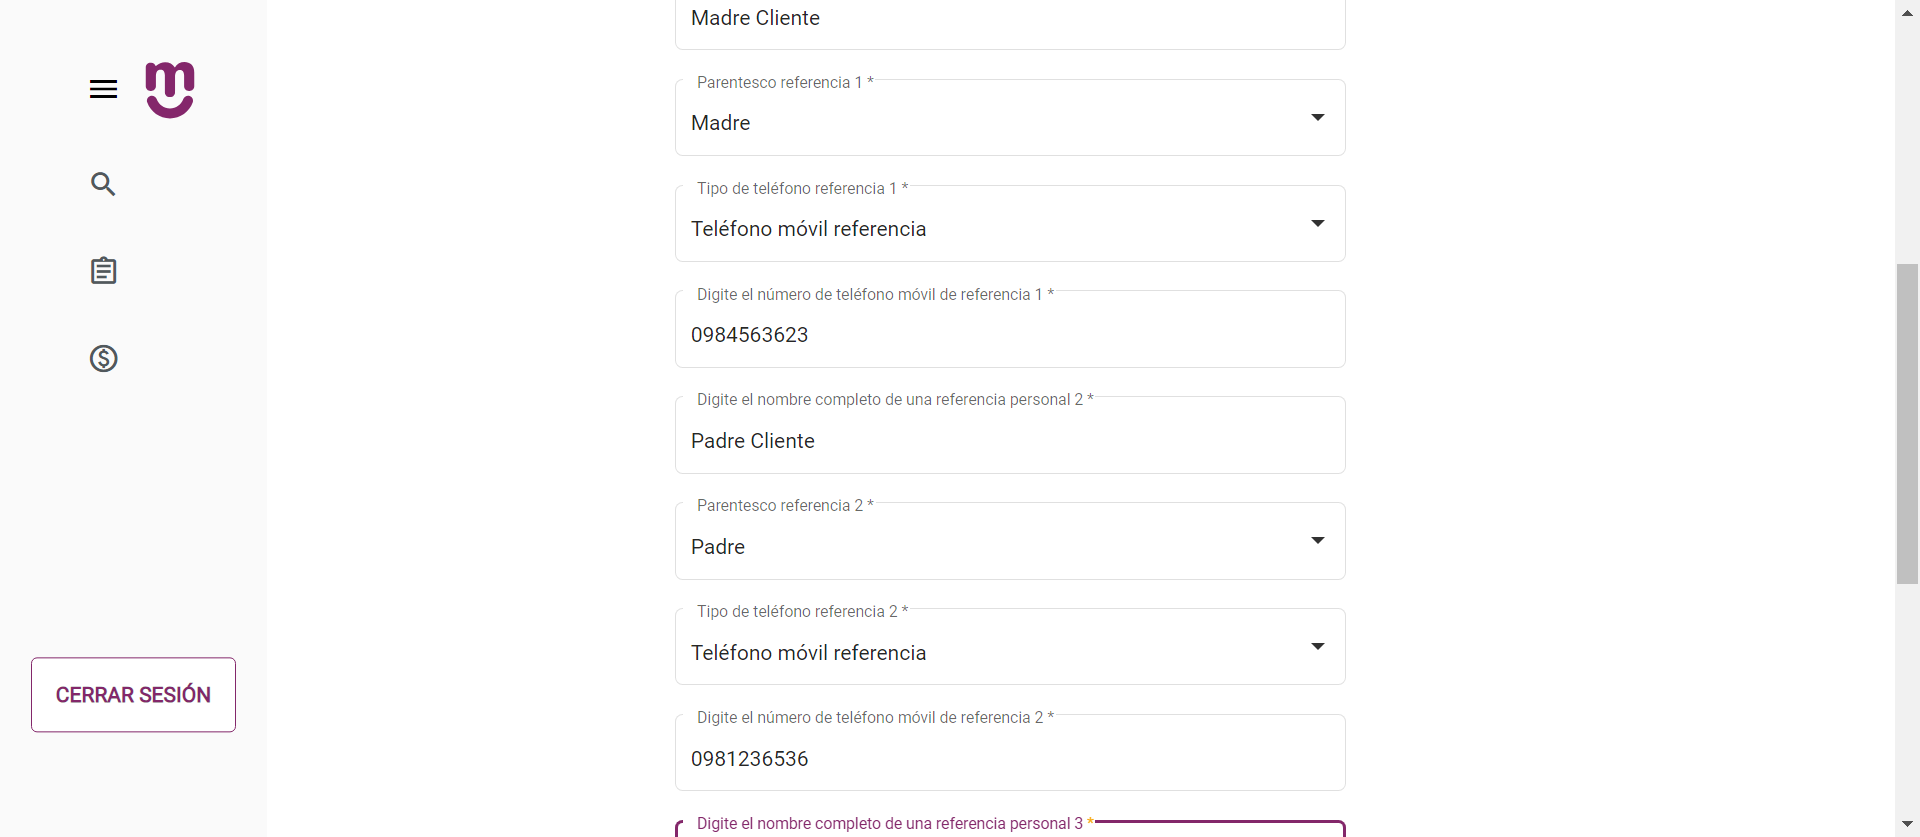 Madre Cliente
Parentesco referencia 1 *
Madre
Tipo de teléfono referencia 1 *
Teléfono móvil referencia
Digite el número de teléfono móvil de referencia 1 *
0984563623
Digite el nombre completo de una referencia personal 2 *
Padre Cliente
Parentesco referencia 2 *
Padre
Tipo de teléfono referencia 2 *
Teléfono móvil referencia
CERRAR SESIÓN
Digite el número de teléfono móvil de referencia 2 *
0981236536
Digite el nombre completo de una referencia personal 3 *